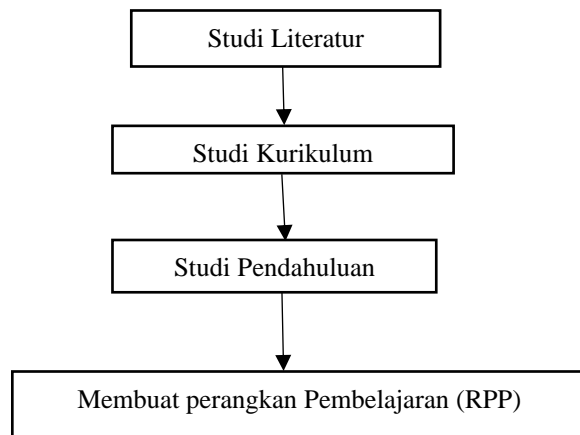 Studi Literatur
Studi Kurikulum
Studi Pendahuluan
Membuat perangkan Pembelajaran (RPP)